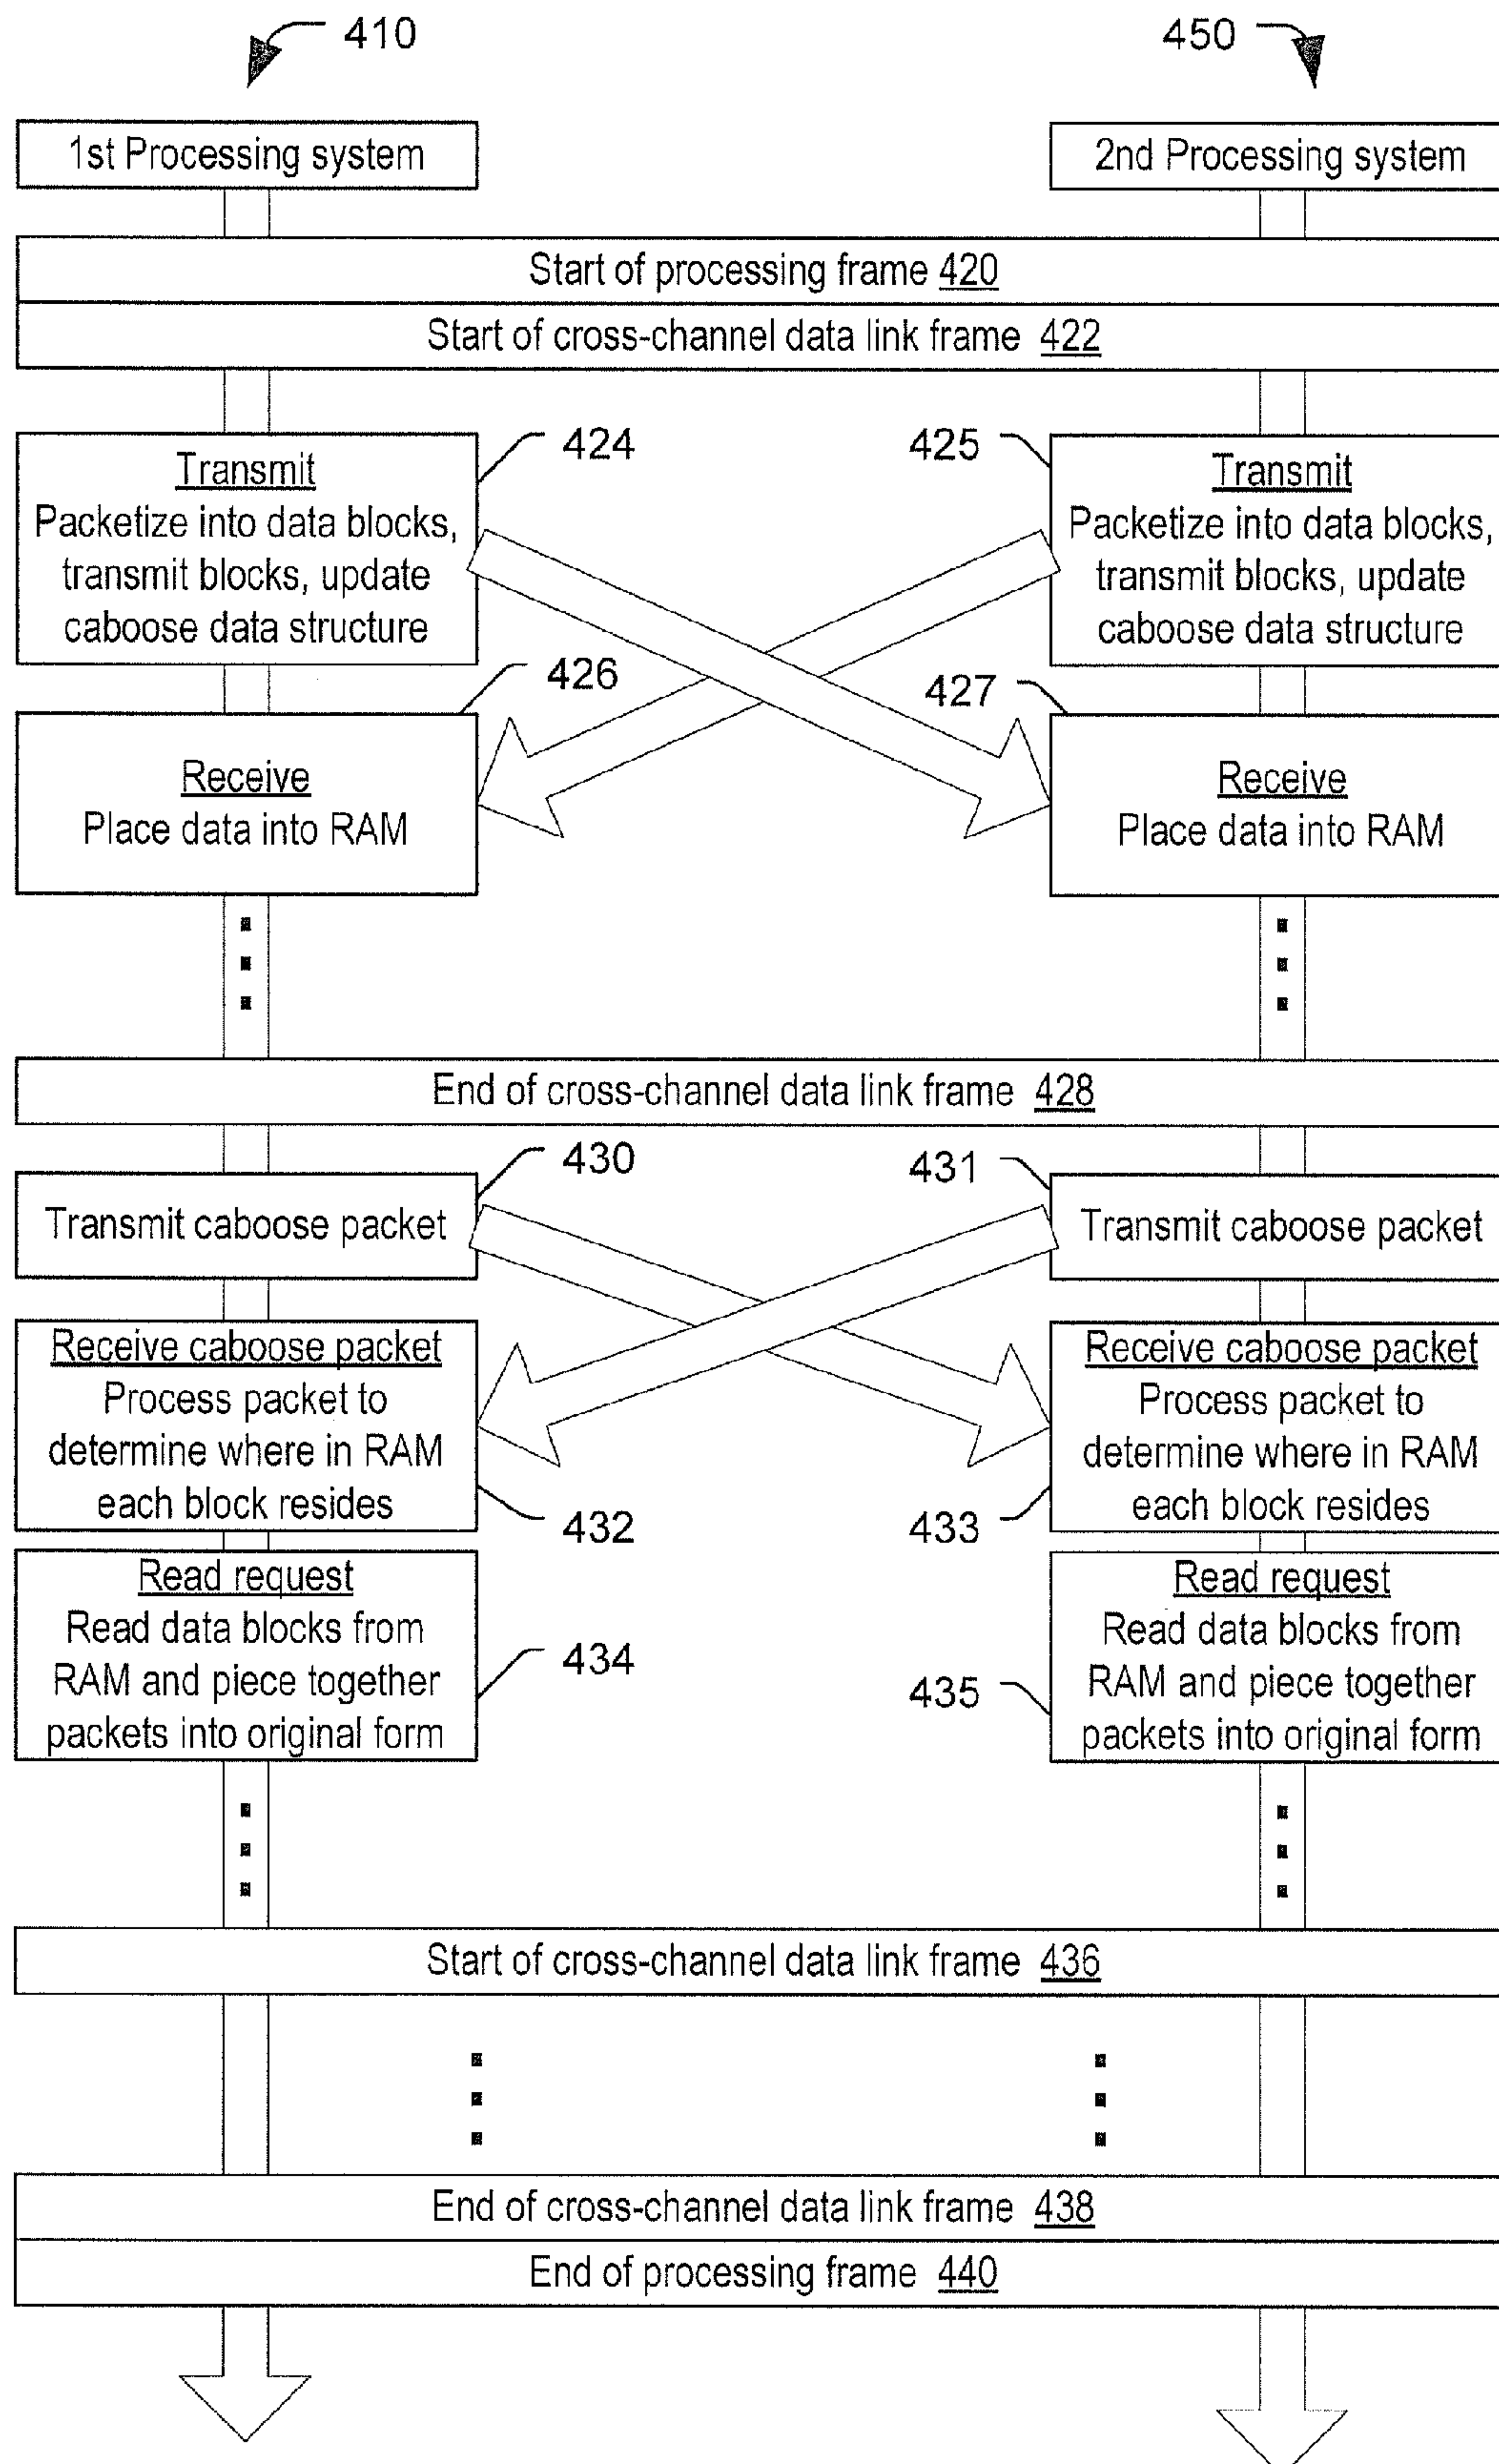 410
450
1st Processing system
2nd Processing system
Start of processing frame 420
Start of cross-channel data link frame 422
424
425
Transmit
Packetize into data blocks,
transmit blocks, update
caboose data structure
Transmit
Packetize into data blocks,
transmit blocks, update
caboose data structure
426
427
Receive
Place data into RAM
Receive
Place data into RAM
End of cross-channel data link frame 428
430
431
Transmit caboose packet
Transmit caboose packet
Receive caboose packet
Process packet to
determine where in RAM
each block resides
Receive caboose packet
Process packet to
determine where in RAM
each block resides
432
433
Read request
Read data blocks from
RAM and piece together
packets into original form
Read request
Read data blocks from
RAM and piece together
packets into original form
434
435
Start of cross-channel data link frame 436
End of cross-channel data link frame 438
End of processing frame 440